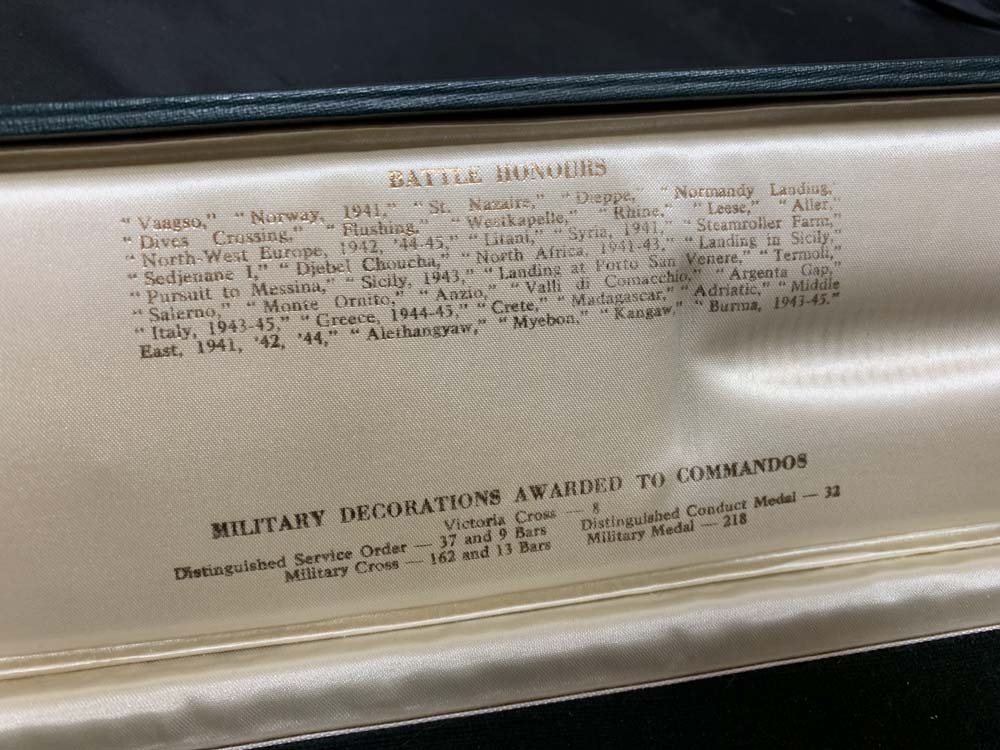 BATTLE HONOURS
“ Vaagso,” “ Norway, 1941,” “ St. Nazaire,” “ Dieppe,” “ Normandy Landing,”
“ Dives Crossing,” “ Flushing,” “ Westkapelle,” “ Rhine,” “ Leese,” “ Aller,”
“ North-West Europe, 1942, ’44-45,” “ Litani,” “ Syria, 1941,” “ Steamroller Farm,”
“ Sedjenane I,” “ Djebel Choucha,” “ North Africa, 1941-43,” “ Landing in Sicily,”
“ Pursuit to Messina,” “ Sicily, 1943,” “ Landing at Porto San Venere,” “ Termoli,”
“ Salerno,” “ Monte Ornito,” “ Anzio,” “ Valli di Comacchio,” “ Argenta Gap,”
“ Italy, 1943-45,” “ Greece, 1944-45,” “ Crete,” “ Madagascar,” “ Adriatic,” “ Middle
East, 1941, ’42, ’44,” “ Alethangyaw,” “ Myebon,” “ Kangaw,” “ Burma, 1943-45.”
MILITARY DECORATIONS AWARDED TO COMMANDOS
Victoria Cross — 8
Distinguished Service Order — 37 and 9 Bars Distinguished Conduct Medal — 32
Military Cross — 162 and 13 Bars Military Medal — 218